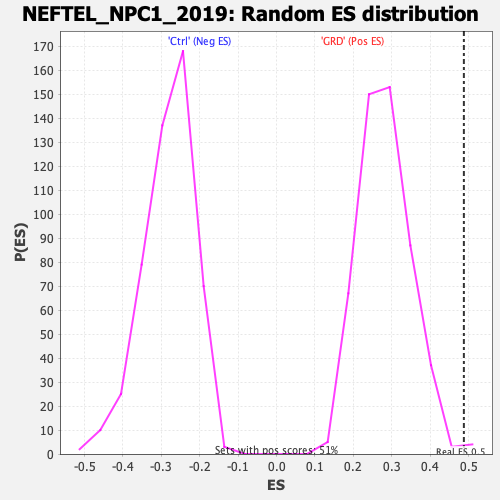 NEFTEL_NPC1_2019: Random ES distribution
'Ctrl' (Neg ES) 'GRD' (Pos ES)
170
160
150
140
130
120
110
100
90
80
70
60
50
40
30
20
10
0
P(ES)
Sets with pos scores: 51%
Real ES 0.5
-0.5 -0.4 -0.3 -0.2 -0.1 0.0 0.1 0.2 0.3 0.4 0.5
ES